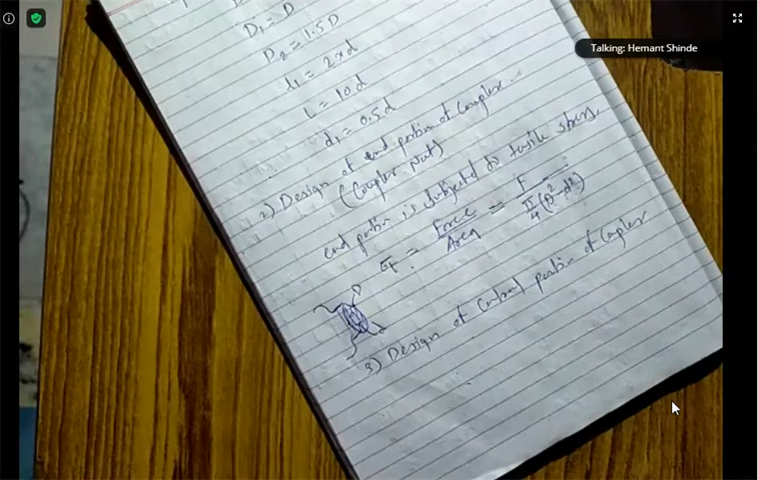 Talking: Hemant Shinde
D₁ = D
D₂ = 1.5D
l₁ = 2xd
L = 10d
d₁ = 0.5d
2) Design of end portion of Coupler
(Coupler Nut)
end portion is subjected to tensile stress.
σt = Force / Area = F / π/4 (D² - d²)
D
d
3) Design of Central portion of Coupler